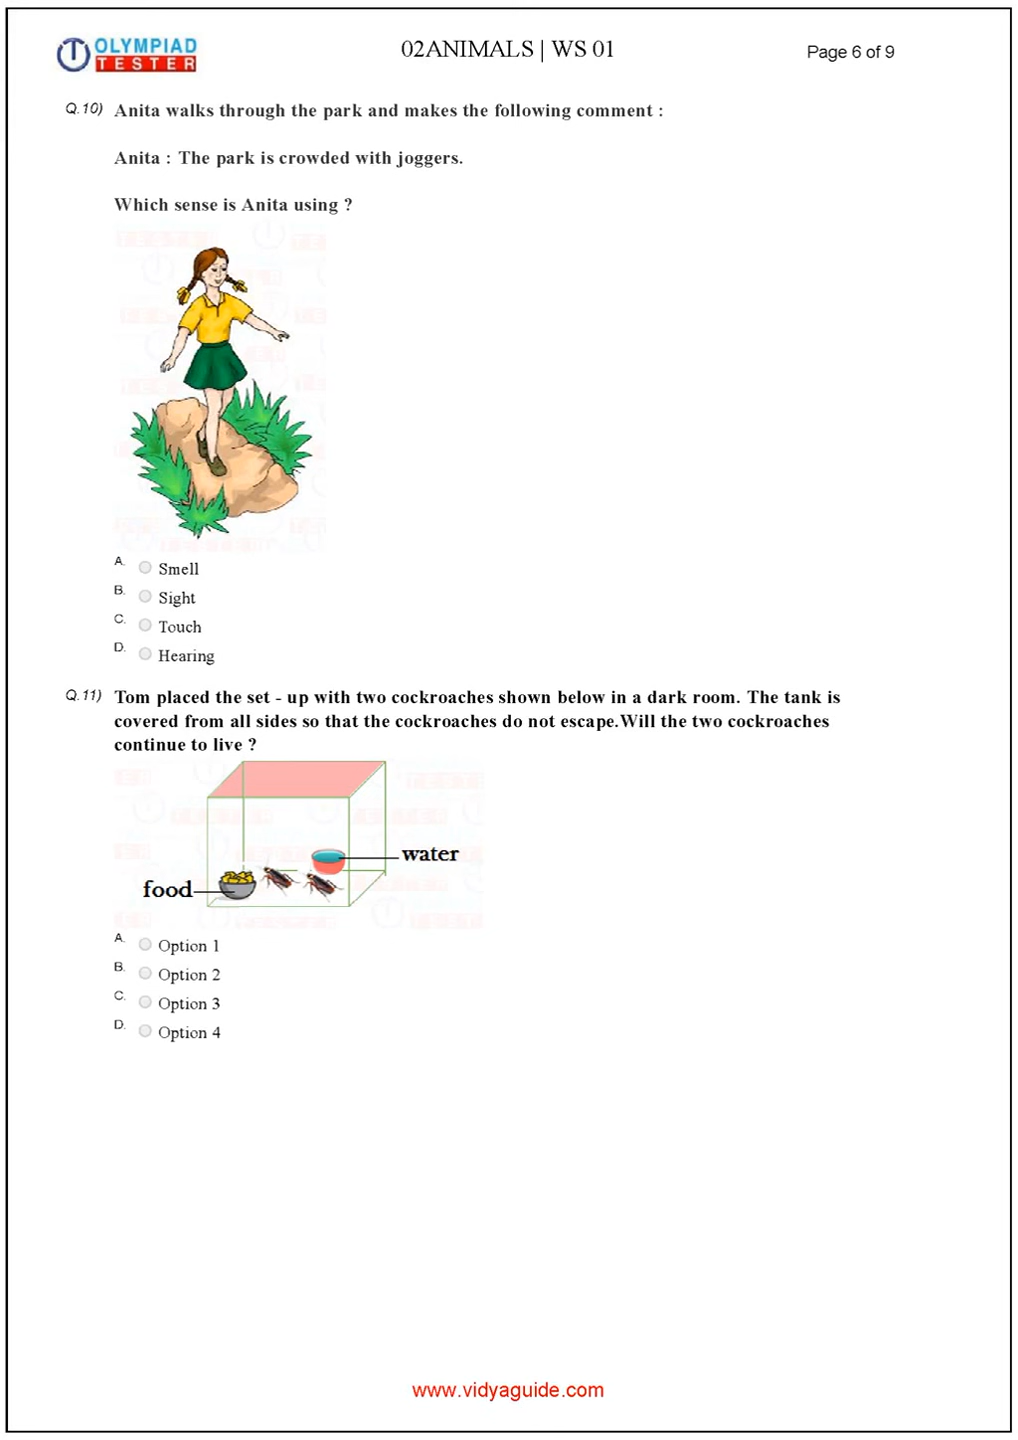 OLYMPIAD
TESTER
02ANIMALS | WS 01
Page 6 of 9
Q.10) Anita walks through the park and makes the following comment :
Anita : The park is crowded with joggers.
Which sense is Anita using ?
A. Smell
B. Sight
C. Touch
D. Hearing
Q.11) Tom placed the set - up with two cockroaches shown below in a dark room. The tank is
covered from all sides so that the cockroaches do not escape.Will the two cockroaches
continue to live ?
water
food
A. Option 1
B. Option 2
C. Option 3
D. Option 4
www.vidyaguide.com